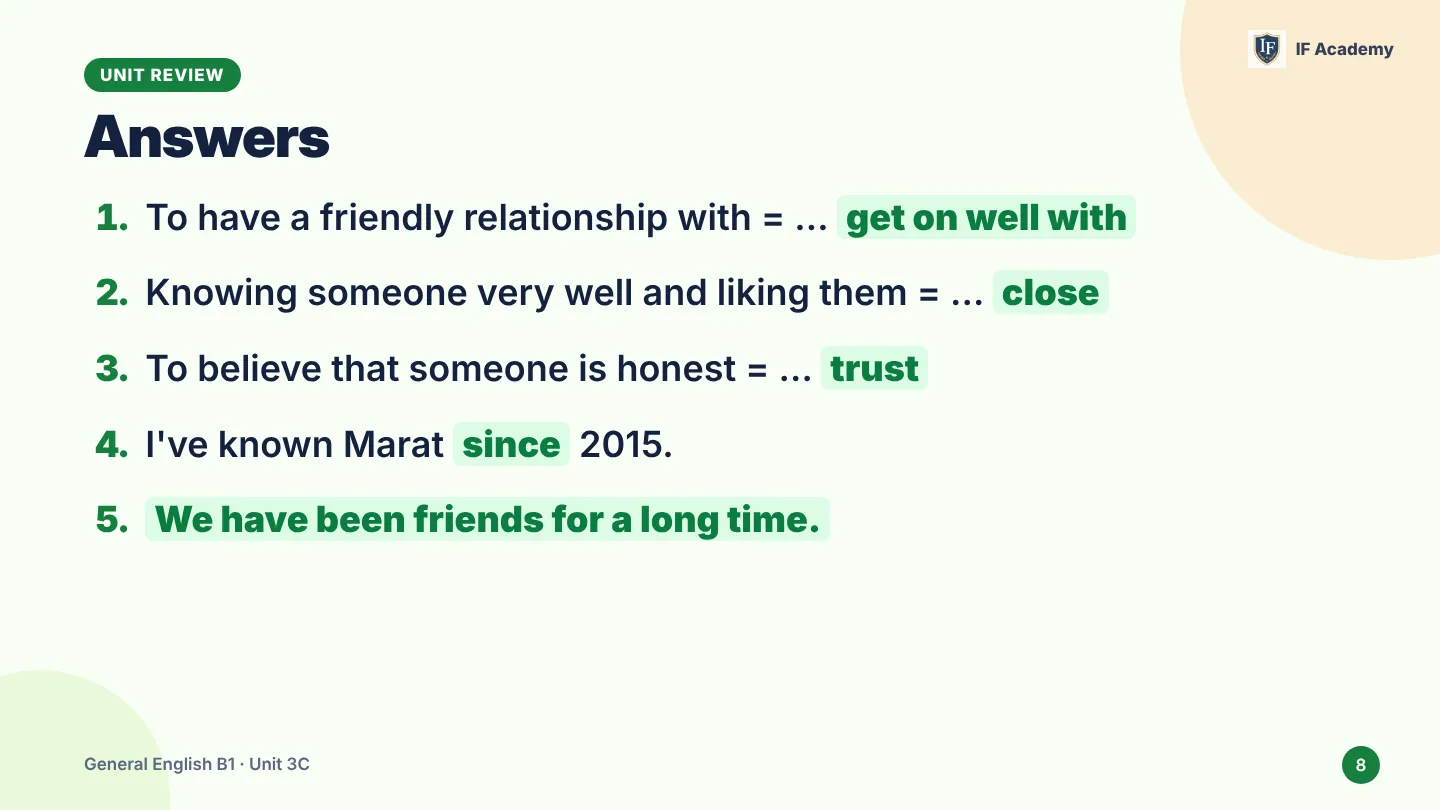 IF
IF Academy
UNIT REVIEW
Answers
1. To have a friendly relationship with = ... get on well with
2. Knowing someone very well and liking them = ... close
3. To believe that someone is honest = ... trust
4. I've known Marat since 2015.
5. We have been friends for a long time.
General English B1 · Unit 3C
8